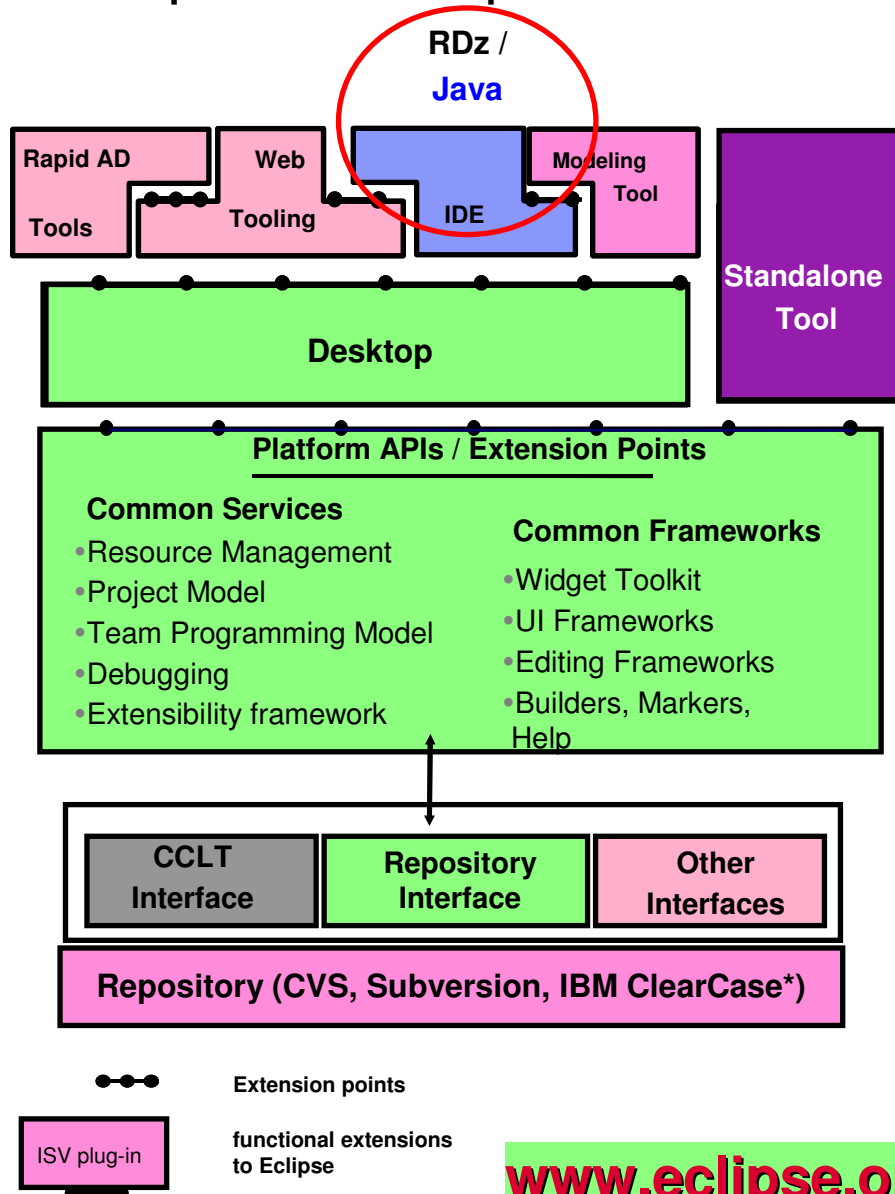 RDz /
Java
Rapid AD
Tools
Web
Tooling
IDE
Modeling
Tool
Standalone
Tool
Desktop
Platform APIs / Extension Points
Common Services
•Resource Management
•Project Model
•Team Programming Model
•Debugging
•Extensibility framework
Common Frameworks
•Widget Toolkit
•UI Frameworks
•Editing Frameworks
•Builders, Markers,
Help
CCLT
Interface
Repository
Interface
Other
Interfaces
Repository (CVS, Subversion, IBM ClearCase*)
Extension points
ISV plug-in
functional extensions
to Eclipse
www.eclipse.o